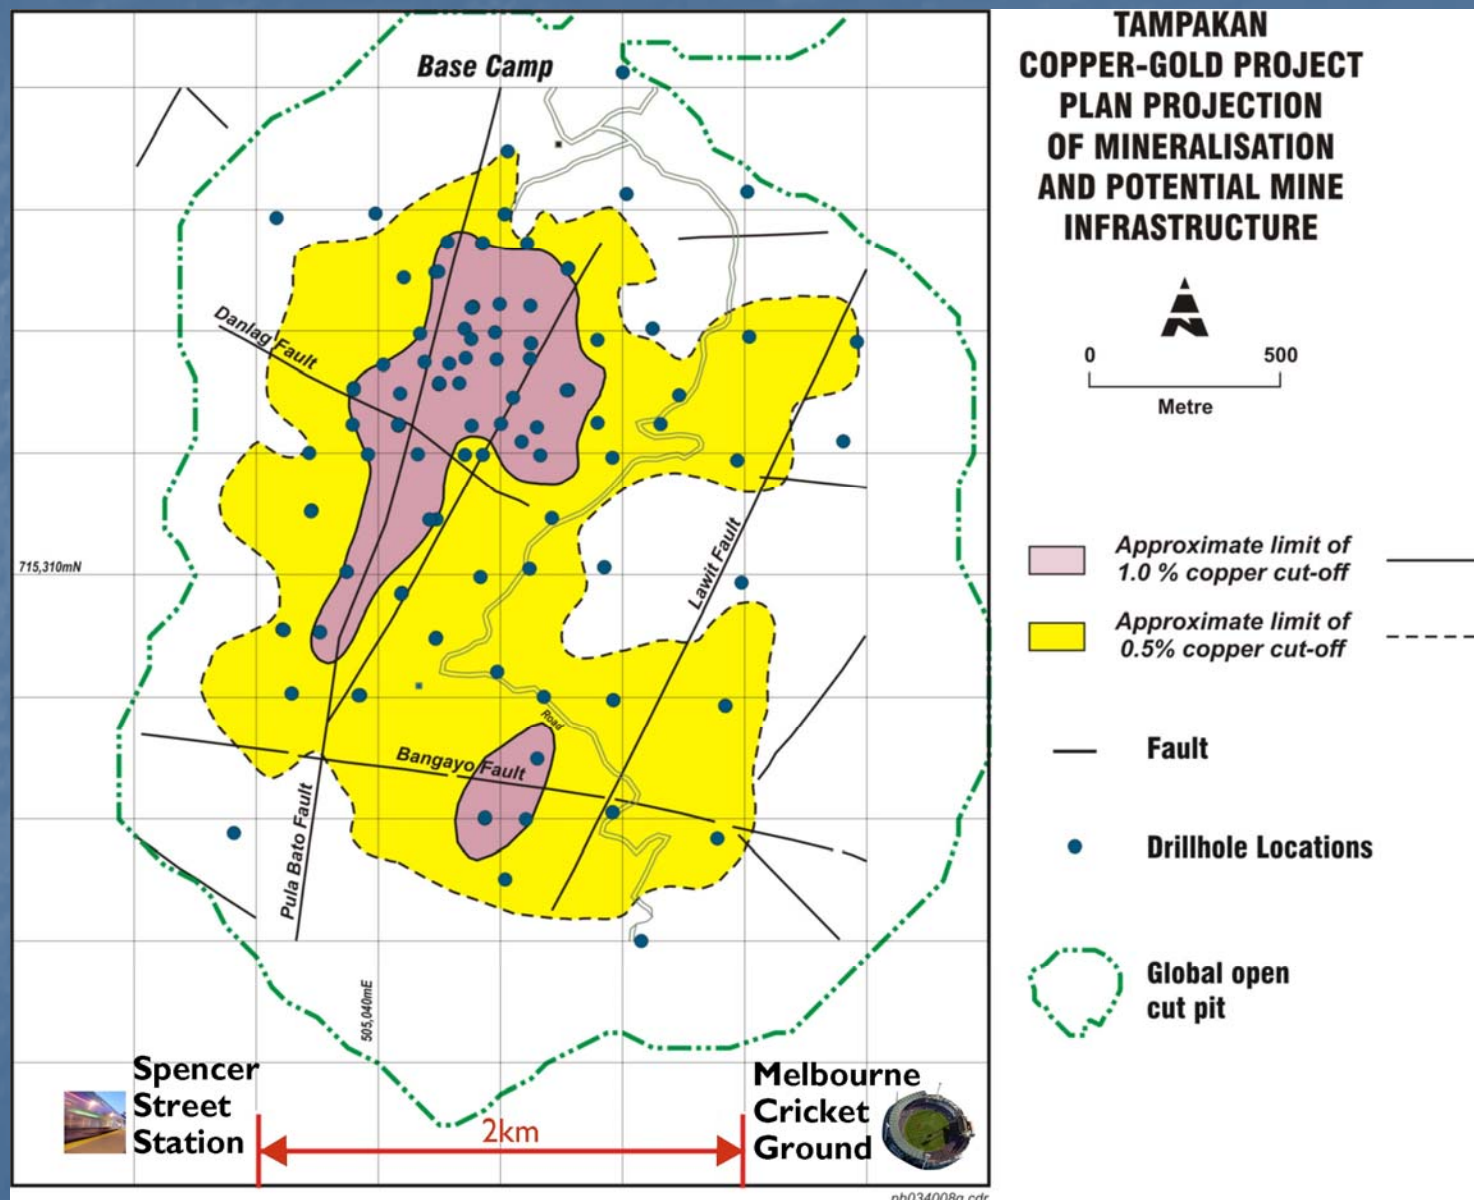 TAMPAKAN
COPPER-GOLD PROJECT
PLAN PROJECTION
OF MINERALISATION
AND POTENTIAL MINE
INFRASTRUCTURE
N
0 500
Metre
Approximate limit of
1.0 % copper cut-off
Approximate limit of
0.5% copper cut-off
Fault
Drillhole Locations
Global open
cut pit
Base Camp
Danlag Fault
715,310mN
Lawit Fault
Road
Bangayo Fault
Pula Bato Fault
505,040mE
Spencer
Street
Station
2km
Melbourne
Cricket
Ground
ph034008g.cdr